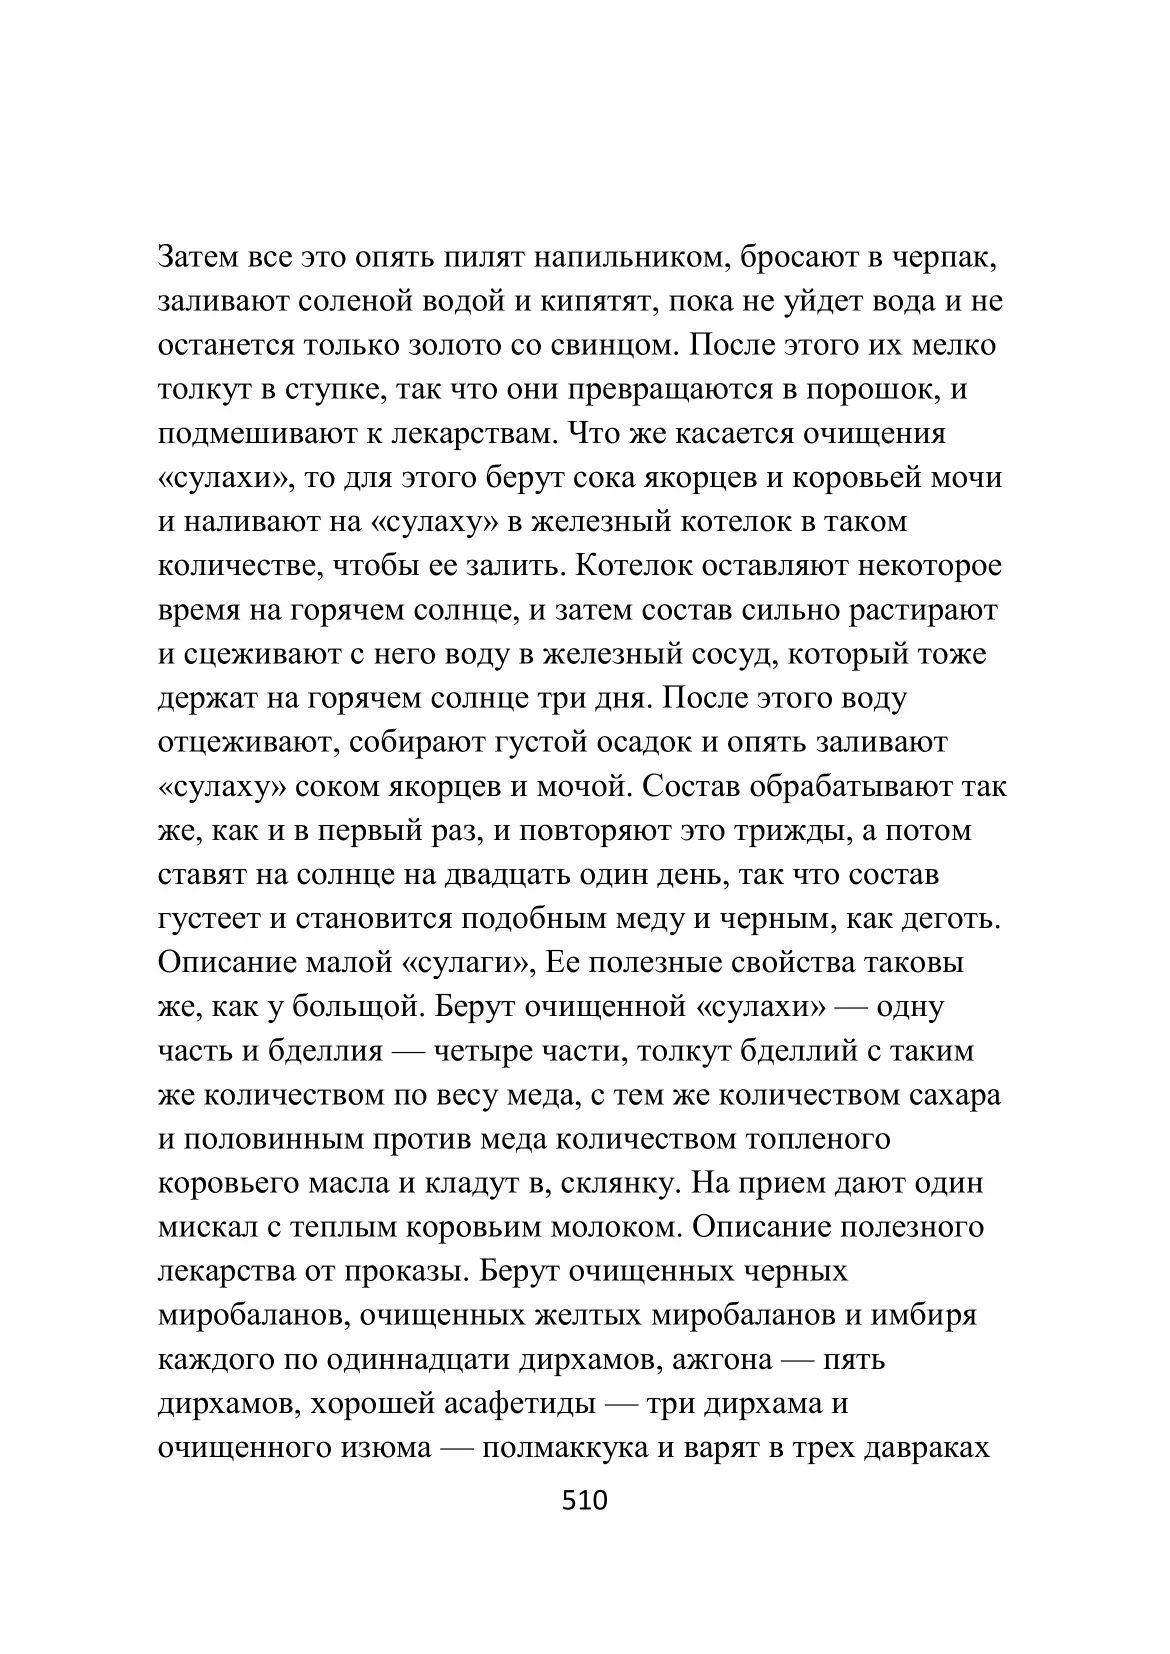 Затем все это опять пилят напильником, бросают в черпак,
заливают соленой водой и кипятят, пока не уйдет вода и не
останется только золото со свинцом. После этого их мелко
толкут в ступке, так что они превращаются в порошок, и
подмешивают к лекарствам. Что же касается очищения
«сулахи», то для этого берут сока якорцев и коровьей мочи
и наливают на «сулаху» в железный котелок в таком
количестве, чтобы ее залить. Котелок оставляют некоторое
время на горячем солнце, и затем состав сильно растирают
и сцеживают с него воду в железный сосуд, который тоже
держат на горячем солнце три дня. После этого воду
отцеживают, собирают густой осадок и опять заливают
«сулаху» соком якорцев и мочой. Состав обрабатывают так
же, как и в первый раз, и повторяют это трижды, а потом
ставят на солнце на двадцать один день, так что состав
густеет и становится подобным меду и черным, как деготь.
Описание малой «сулаги», Ее полезные свойства таковы
же, как у болыцой. Берут очищенной «сулахи» — одну
часть и бделлия — четыре части, толкут бделлий с таким
же количеством по весу меда, с тем же количеством сахара
и половинным против меда количеством топленого
коровьего масла и кладут в, склянку. На прием дают один
мискал с теплым коровьим молоком. Описание полезного
лекарства от проказы. Берут очищенных черных
миробаланов, очищенных желтых миробаланов и имбиря
каждого по одиннадцати дирхамов, ажгона — пять
дирхамов, хорошей асафетиды — три дирхама и
очищенного изюма — полмаккука и варят в трех давраках
510